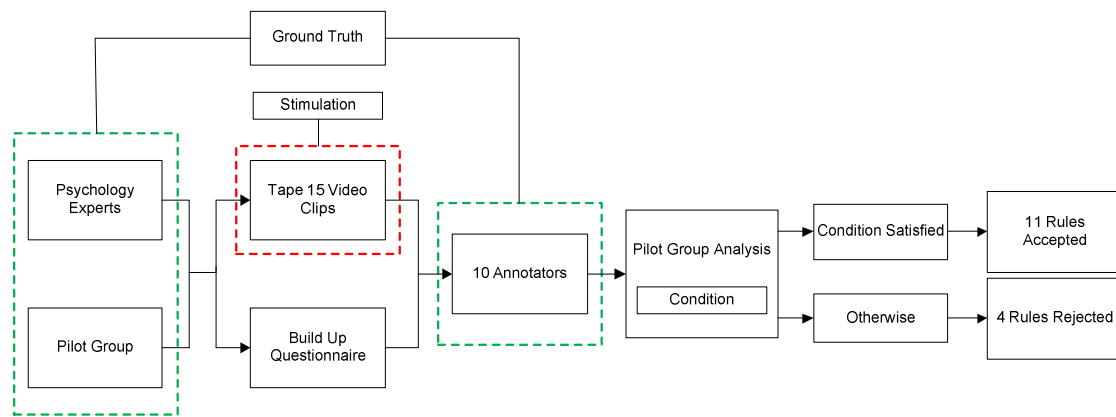 Ground Truth
Stimulation
Psychology
Experts
Tape 15 Video
Clips
Pilot Group
Build Up
Questionnaire
10 Annotators
Pilot Group Analysis
Condition
Condition Satisfied
11 Rules
Accepted
Otherwise
4 Rules Rejected